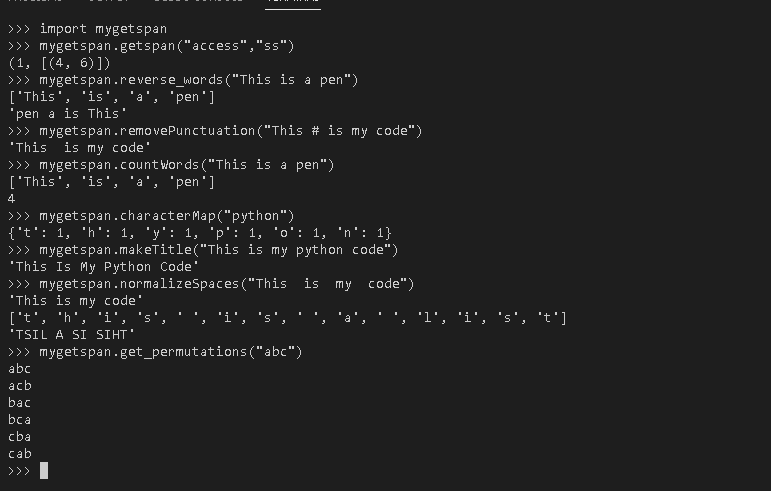 >>> import mygetspan
>>> mygetspan.getspan("access","ss")
(1, [(4, 6)])
>>> mygetspan.reverse_words("This is a pen")
['This', 'is', 'a', 'pen']
'pen a is This'
>>> mygetspan.removePunctuation("This # is my code")
'This  is my code'
>>> mygetspan.countWords("This is a pen")
['This', 'is', 'a', 'pen']
4
>>> mygetspan.characterMap("python")
{'t': 1, 'h': 1, 'y': 1, 'p': 1, 'o': 1, 'n': 1}
>>> mygetspan.makeTitle("This is my python code")
'This Is My Python Code'
>>> mygetspan.normalizeSpaces("This  is  my  code")
'This is my code'
['t', 'h', 'i', 's', ' ', 'i', 's', ' ', 'a', ' ', 'l', 'i', 's', 't']
'TSIL A SI SIHT'
>>> mygetspan.get_permutations("abc")
abc
acb
bac
bca
cba
cab
>>>